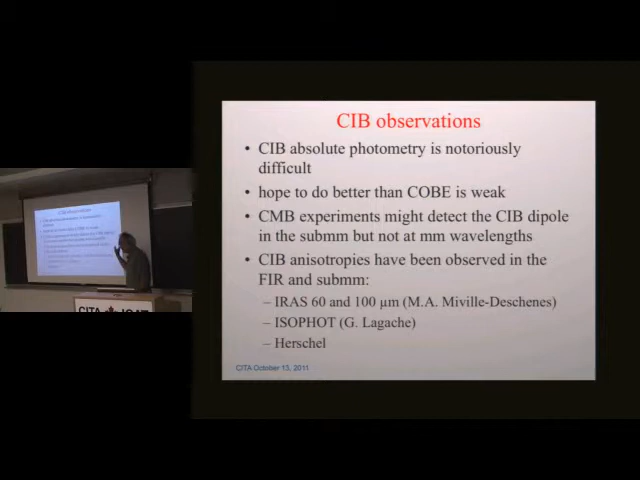 CIB observations
• CIB absolute photometry is notoriously
difficult
• hope to do better than COBE is weak
• CMB experiments might detect the CIB dipole
in the submm but not at mm wavelengths
• CIB anisotropies have been observed in the
FIR and submm:
– IRAS 60 and 100 µm (M.A. Miville-Deschenes)
– ISOPHOT (G. Lagache)
– Herschel
CITA October 13, 2011
CIB observations
CITA